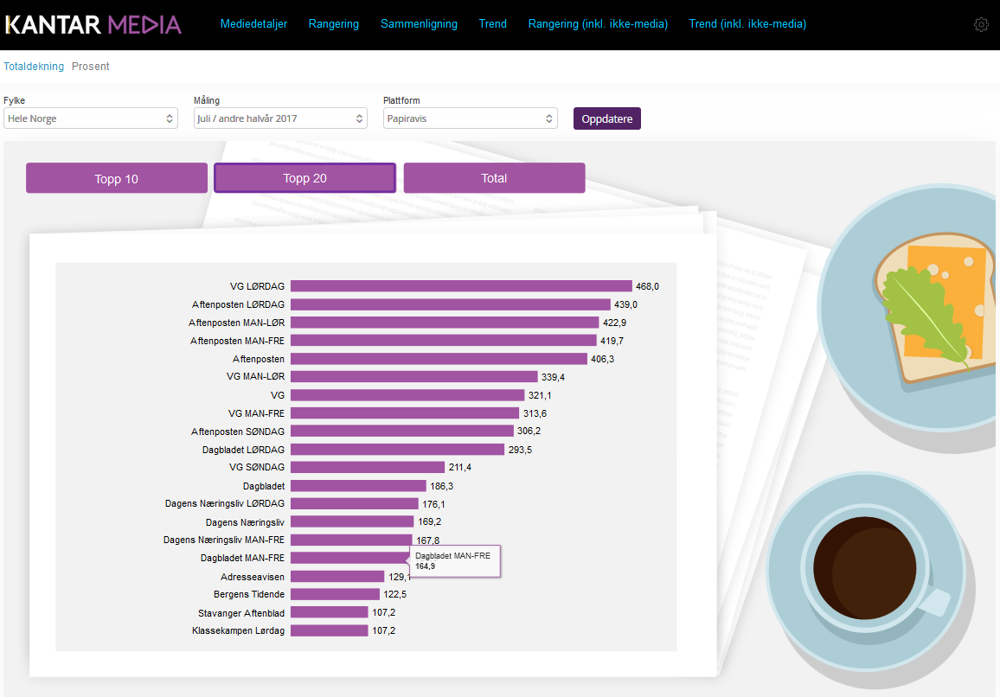 KANTAR MEDIA
Mediedetaljer Rangering Sammenligning Trend Rangering (inkl. ikke-media) Trend (inkl. ikke-media)
Totaldekning Prosent
Fylke Måling Plattform
Hele Norge Juli / andre halvår 2017 Papiravis Oppdatere
Topp 10 Topp 20 Total
VG LØRDAG 468,0
Aftenposten LØRDAG 439,0
Aftenposten MAN-LØR 422,9
Aftenposten MAN-FRE 419,7
Aftenposten 406,3
VG MAN-LØR 339,4
VG 321,1
VG MAN-FRE 313,6
Aftenposten SØNDAG 306,2
Dagbladet LØRDAG 293,5
VG SØNDAG 211,4
Dagbladet 186,3
Dagens Næringsliv LØRDAG 176,1
Dagens Næringsliv 169,2
Dagens Næringsliv MAN-FRE 167,8
Dagbladet MAN-FRE Dagbladet MAN-FRE
164,9
Adresseavisen 129,1
Bergens Tidende 122,5
Stavanger Aftenblad 107,2
Klassekampen Lørdag 107,2